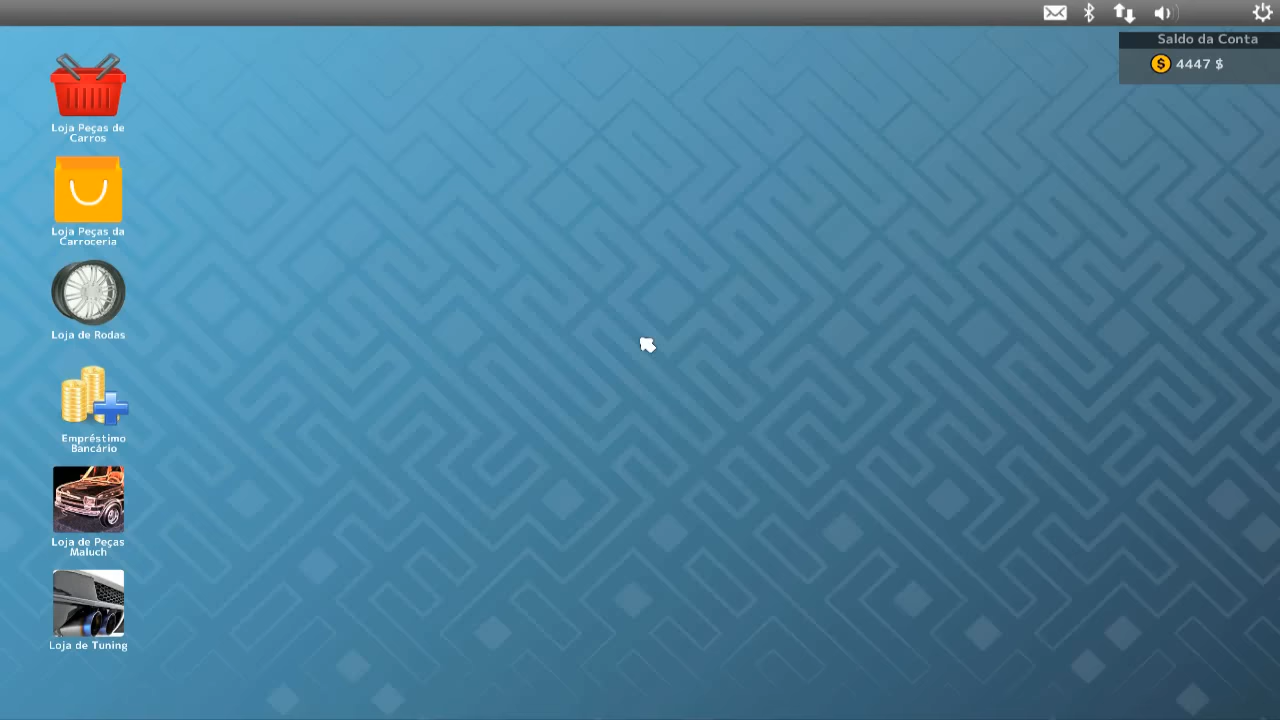 Saldo da Conta
4447 $
Loja Peças de
Carros
Loja Peças da
Carroceria
Loja de Rodas
Empréstimo
Bancário
Loja de Peças
Maluch
Loja de Tuning